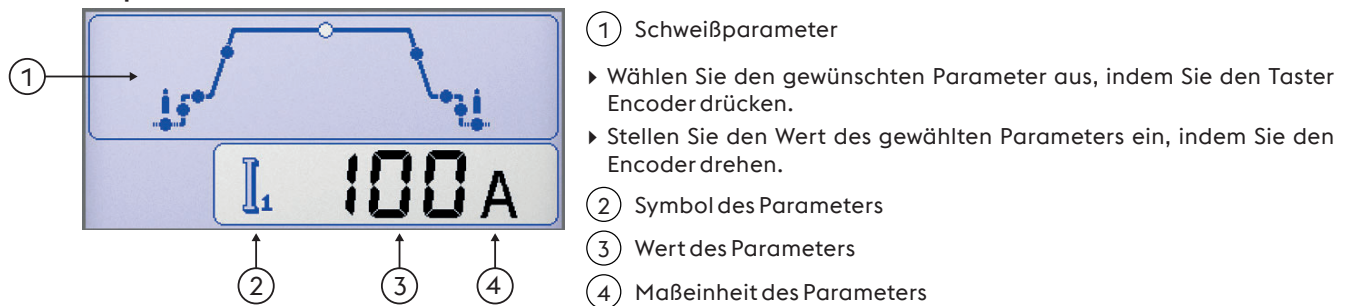 1 Schweißparameter
1
▸ Wählen Sie den gewünschten Parameter aus, indem Sie den Taster
Encoder drücken.
▸ Stellen Sie den Wert des gewählten Parameters ein, indem Sie den
Encoder drehen.
I1 100 A
2 Symbol des Parameters
3 Wert des Parameters
2 3 4
4 Maßeinheit des Parameters